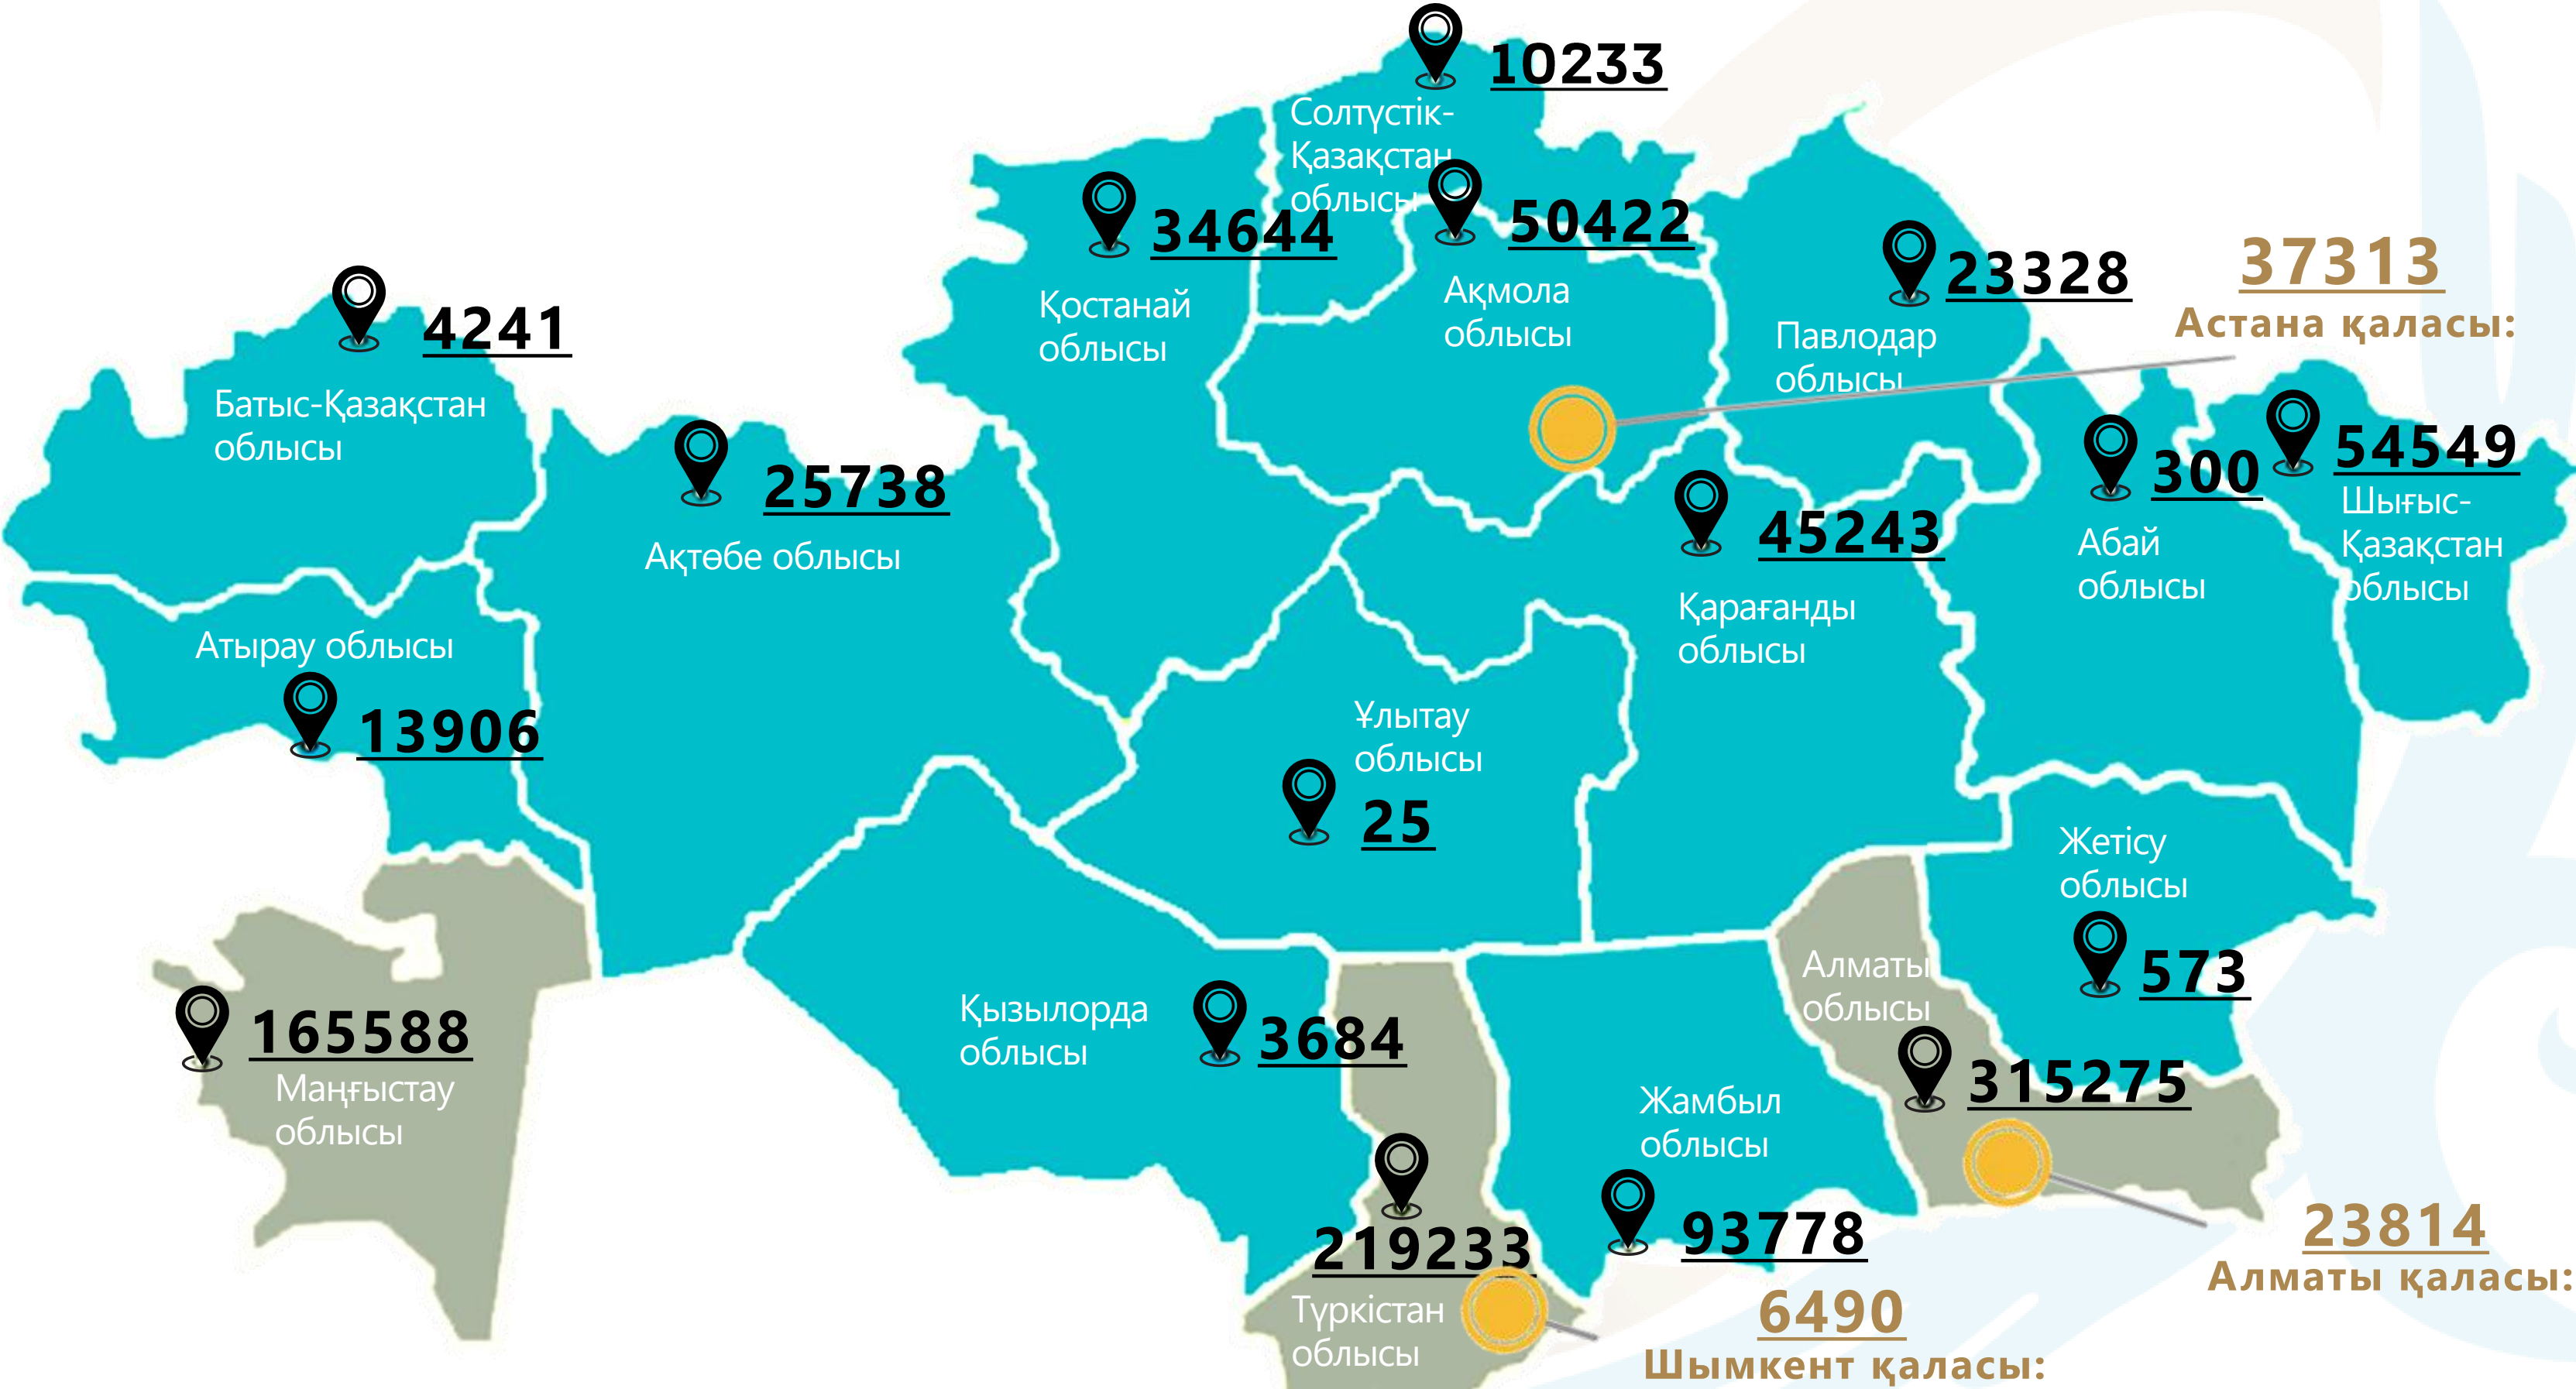 10233
Солтүстік-
Қазақстан
облысы
34644
Қостанай
облысы
50422
Ақмола
облысы
23328
Павлодар
облысы
37313
Астана қаласы:
4241
Батыс-Қазақстан
облысы
25738
Ақтөбе облысы
45243
Қарағанды
облысы
300
Абай
облысы
54549
Шығыс-
Қазақстан
облысы
Атырау облысы
13906
Ұлытау
облысы
25
Жетісу
облысы
573
165588
Маңғыстау
облысы
Қызылорда
облысы
3684
Алматы
облысы
315275
Жамбыл
облысы
93778
219233
Түркістан
облысы
23814
Алматы қаласы:
6490
Шымкент қаласы: